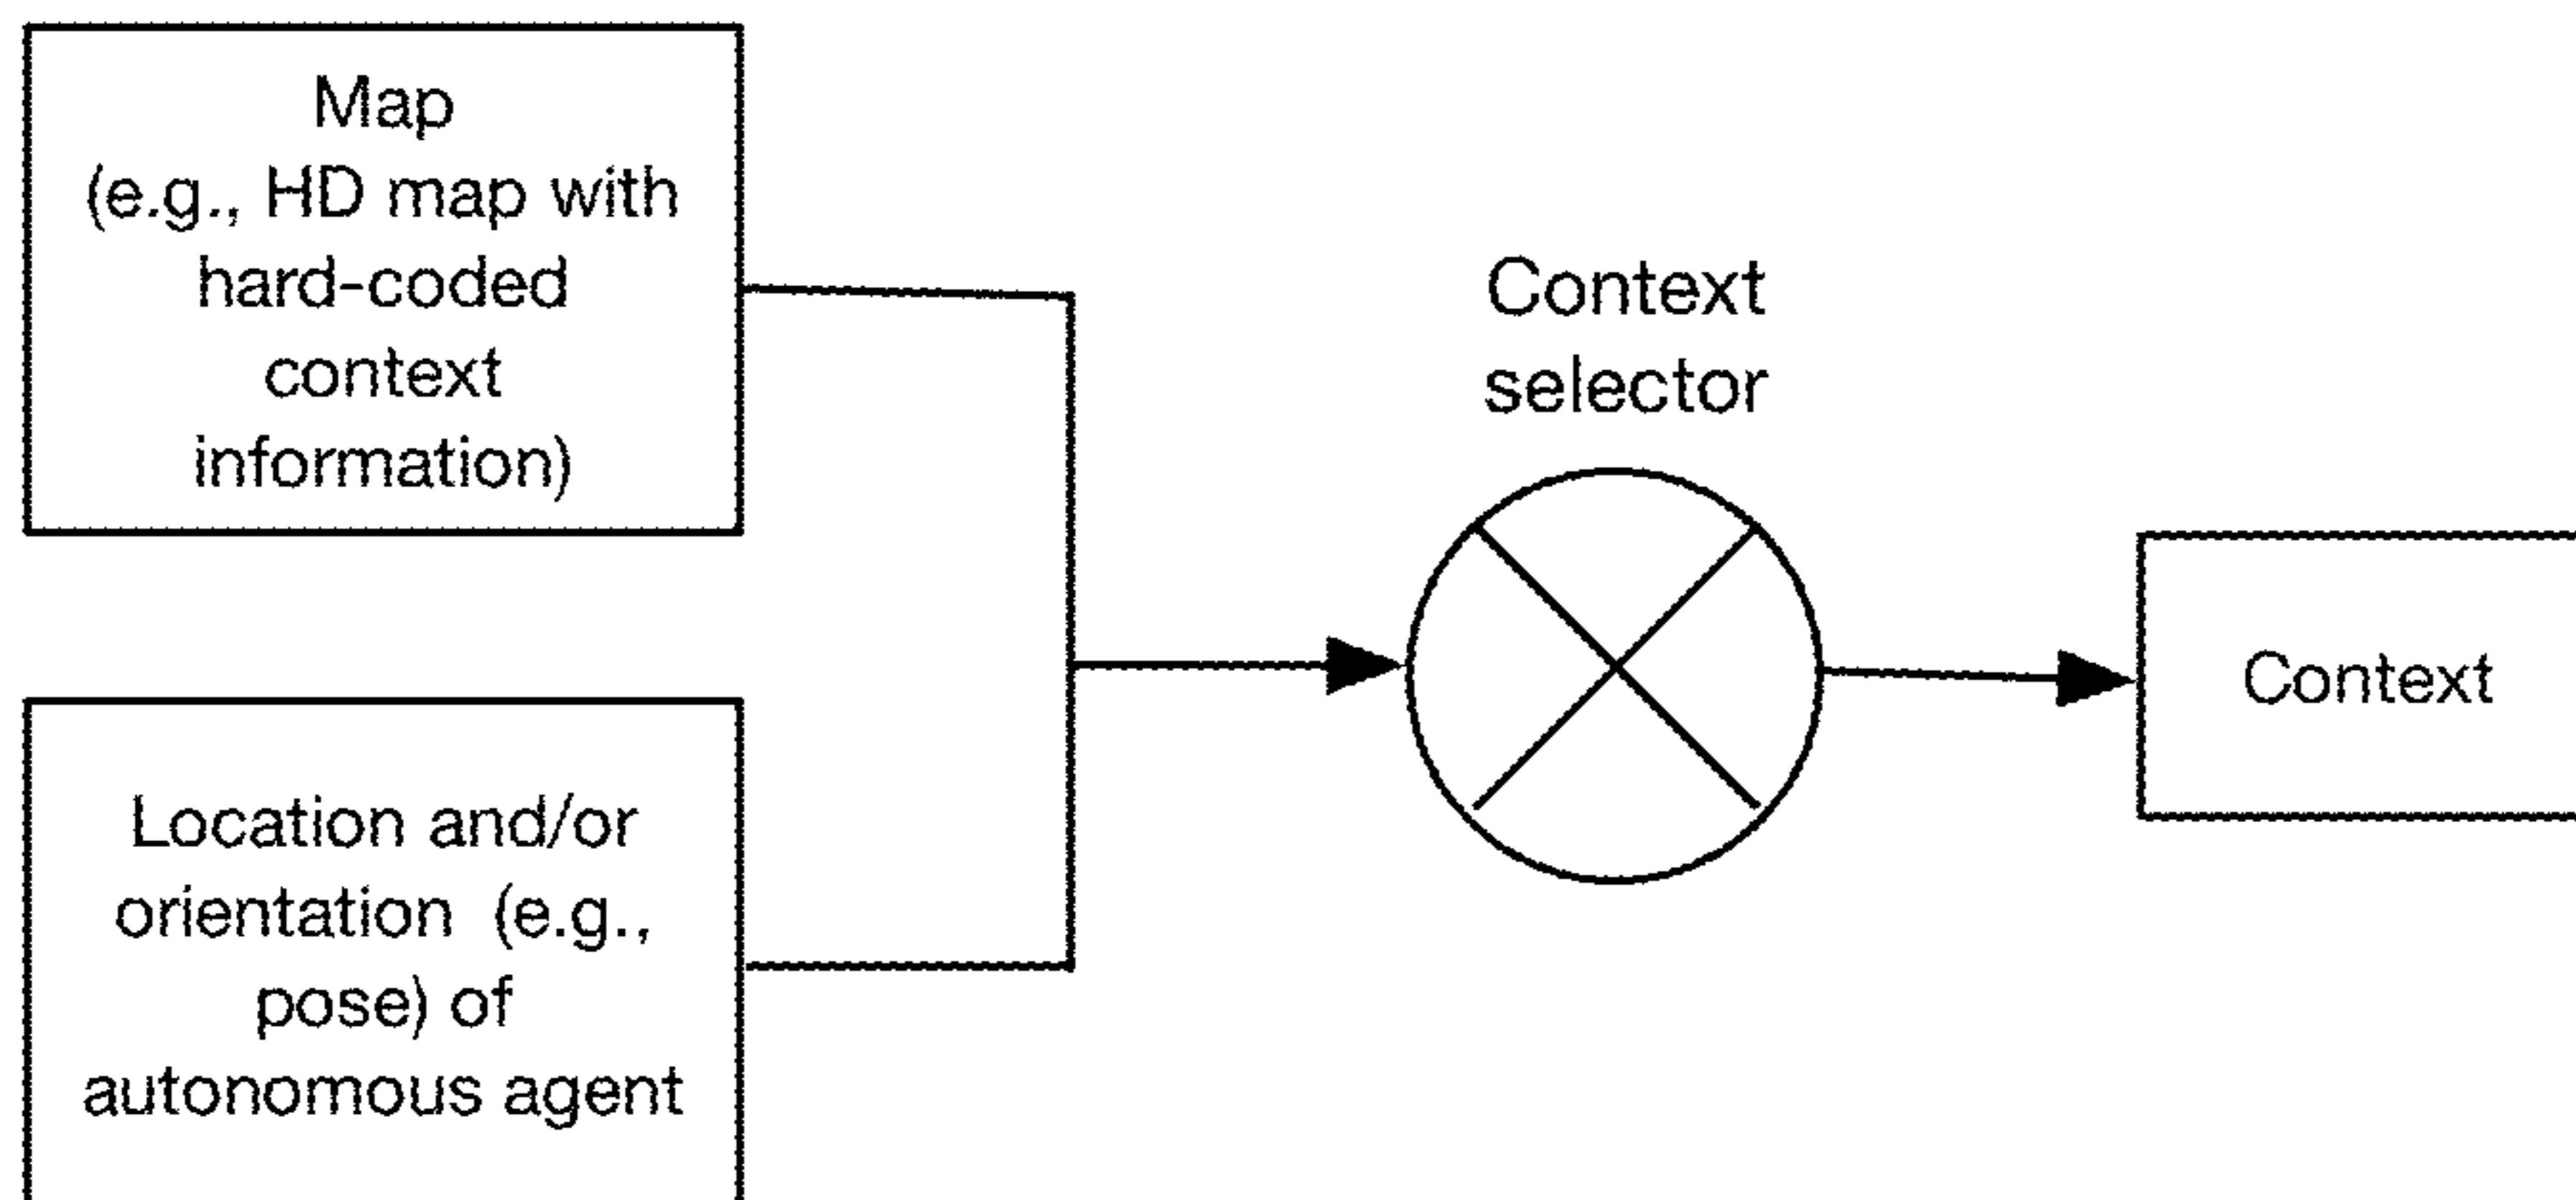 Map
(e.g., HD map with
hard-coded
context
information)
Context
selector
Context
Location and/or
orientation (e.g.,
pose) of
autonomous agent